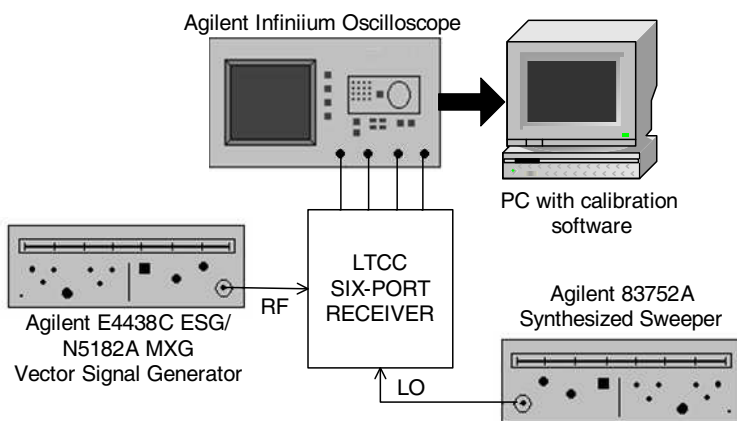 Agilent Infiniium Oscilloscope
PC with calibration
software
LTCC
SIX-PORT
RECEIVER
RF
Agilent E4438C ESG/
N5182A MXG
Vector Signal Generator
Agilent 83752A
Synthesized Sweeper
LO